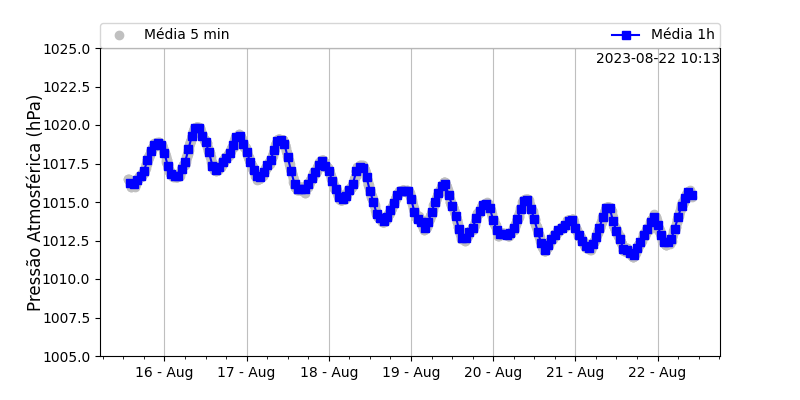 Média 5 min
Média 1h
2023-08-22 10:13
Pressão Atmosférica (hPa)
1025.0
1022.5
1020.0
1017.5
1015.0
1012.5
1010.0
1007.5
1005.0
16 - Aug
17 - Aug
18 - Aug
19 - Aug
20 - Aug
21 - Aug
22 - Aug